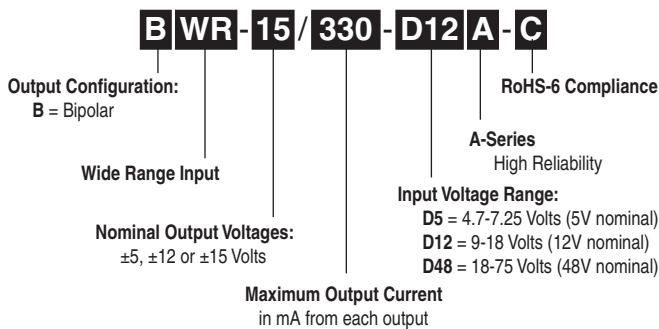 BWR-15/330-D12A-C
Output Configuration:
B = Bipolar
RoHS-6 Compliance
A-Series
High Reliability
Wide Range Input
Input Voltage Range:
D5 = 4.7-7.25 Volts (5V nominal)
D12 = 9-18 Volts (12V nominal)
D48 = 18-75 Volts (48V nominal)
Nominal Output Voltages:
±5, ±12 or ±15 Volts
Maximum Output Current
in mA from each output